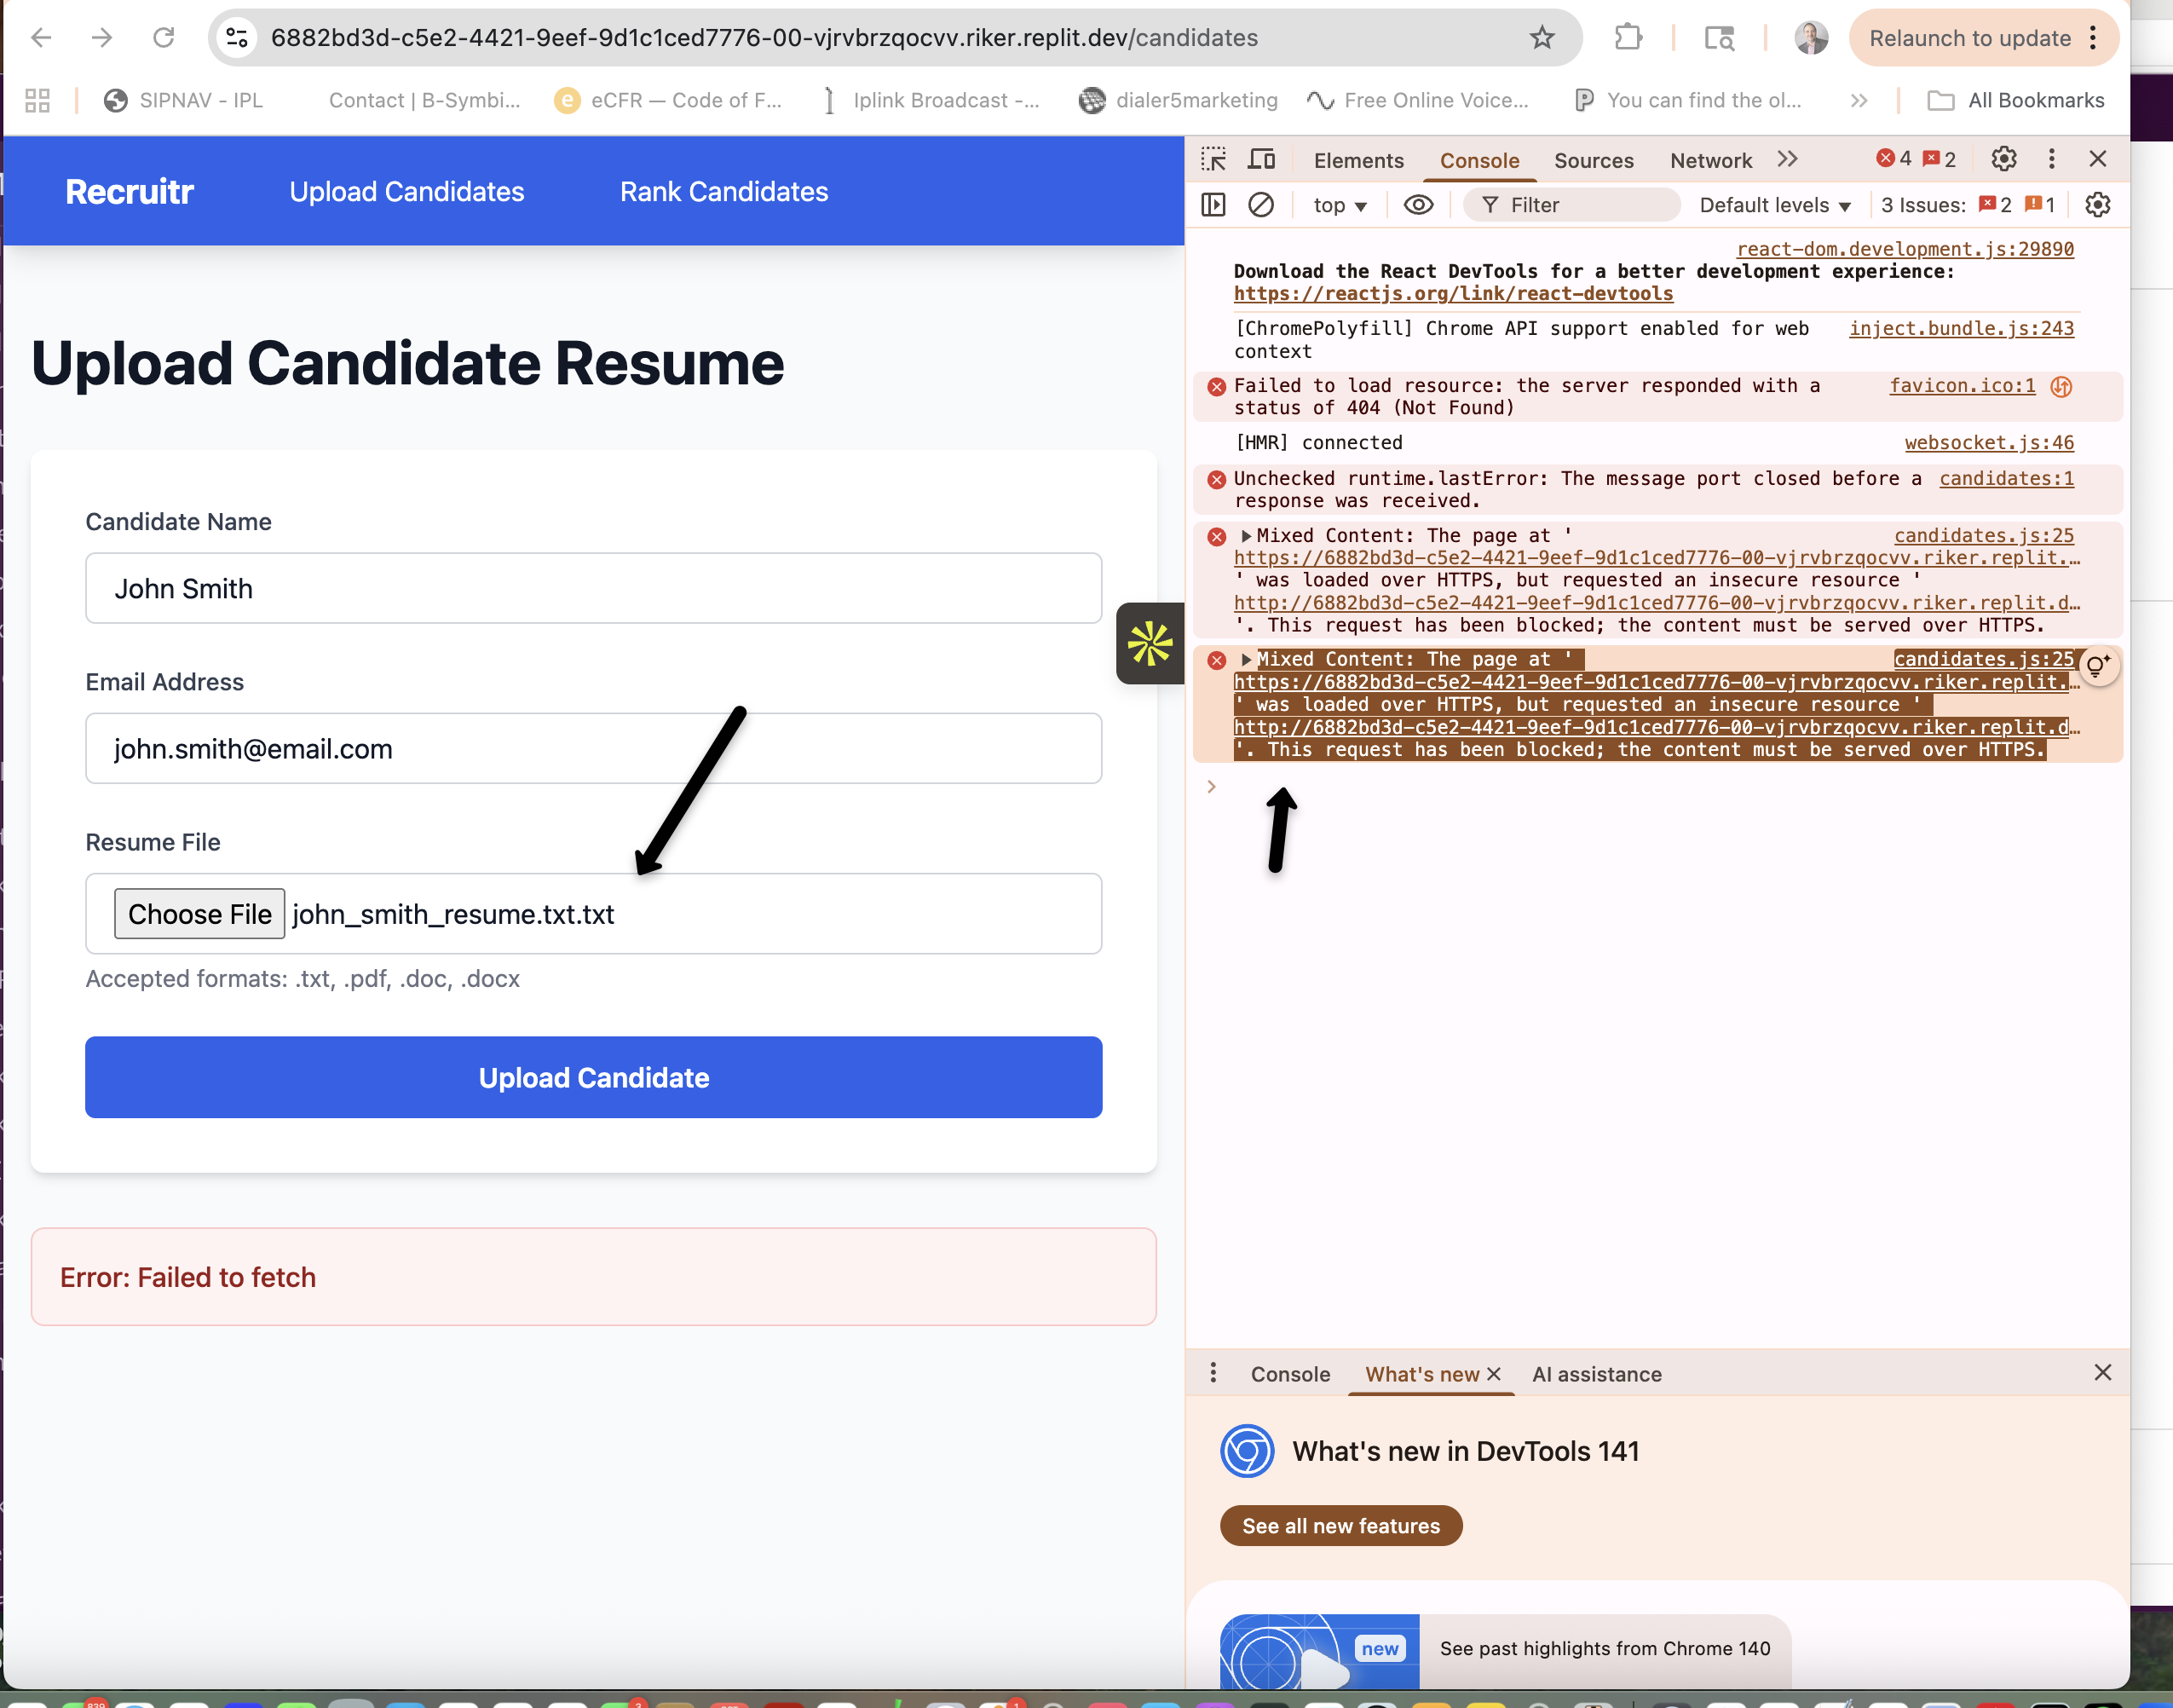 6882bd3d-c5e2-4421-9eef-9d1c1ced7776-00-vjrvbrzqocvv.riker.replit.dev/candidates
Relaunch to update
SIPNAV - IPL
Contact | B-Symbi...
eCFR — Code of F...
Iplink Broadcast -...
dialer5marketing
Free Online Voice...
You can find the ol...
All Bookmarks
Recruitr
Upload Candidates
Rank Candidates
Upload Candidate Resume
Candidate Name
John Smith
Email Address
john.smith@email.com
Resume File
Choose File john_smith_resume.txt.txt
Accepted formats: .txt, .pdf, .doc, .docx
Upload Candidate
Error: Failed to fetch
Elements Console Sources Network 4 2
top Filter Default levels 3 Issues: 2 1
react-dom.development.js:29890
Download the React DevTools for a better development experience:
https://reactjs.org/link/react-devtools
[ChromePolyfill] Chrome API support enabled for web inject.bundle.js:243
context
Failed to load resource: the server responded with a favicon.ico:1
status of 404 (Not Found)
[HMR] connected websocket.js:46
Unchecked runtime.lastError: The message port closed before a candidates:1
response was received.
Mixed Content: The page at ' candidates.js:25
https://6882bd3d-c5e2-4421-9eef-9d1c1ced7776-00-vjrvbrzqocvv.riker.replit.…
' was loaded over HTTPS, but requested an insecure resource '
http://6882bd3d-c5e2-4421-9eef-9d1c1ced7776-00-vjrvbrzqocvv.riker.replit.d…
'. This request has been blocked; the content must be served over HTTPS.
Mixed Content: The page at ' candidates.js:25
https://6882bd3d-c5e2-4421-9eef-9d1c1ced7776-00-vjrvbrzqocvv.riker.replit.…
' was loaded over HTTPS, but requested an insecure resource '
http://6882bd3d-c5e2-4421-9eef-9d1c1ced7776-00-vjrvbrzqocvv.riker.replit.d…
'. This request has been blocked; the content must be served over HTTPS.
Console What's new AI assistance
What's new in DevTools 141
See all new features
new
See past highlights from Chrome 140